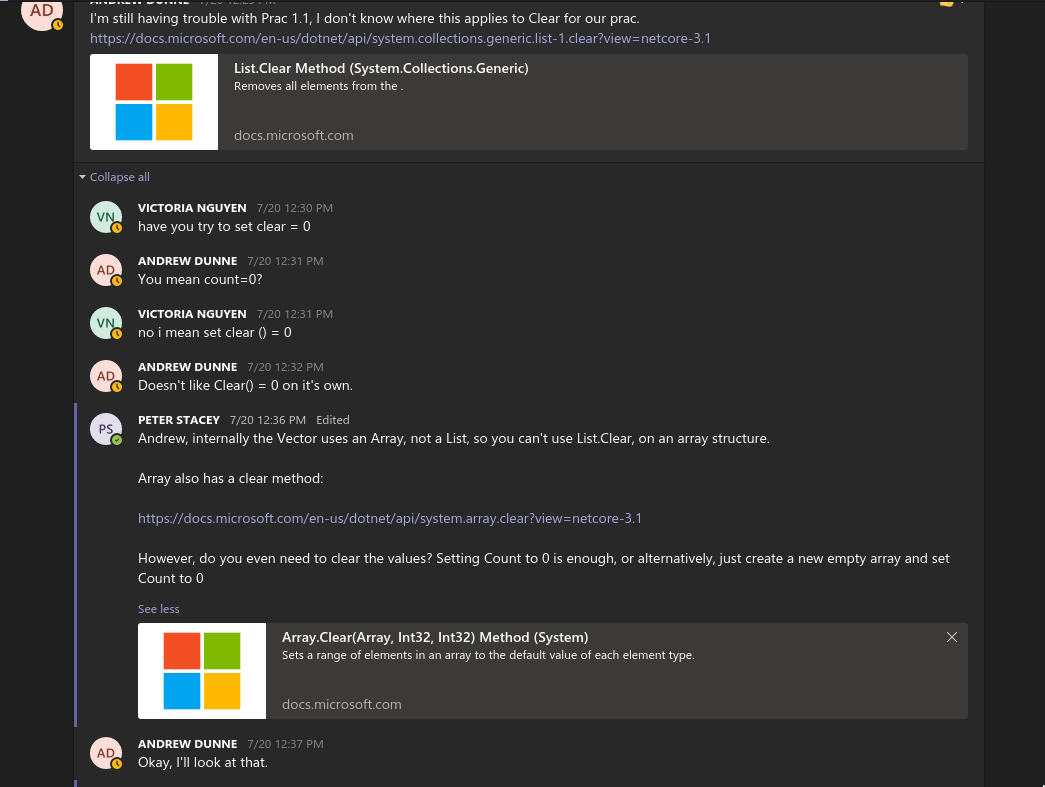 AD
ANDREW DUNNE 7/20 12:29 PM
I'm still having trouble with Prac 1.1, I don't know where this applies to Clear for our prac.
https://docs.microsoft.com/en-us/dotnet/api/system.collections.generic.list-1.clear?view=netcore-3.1
List.Clear Method (System.Collections.Generic)
Removes all elements from the .
docs.microsoft.com
Collapse all
VN
VICTORIA NGUYEN 7/20 12:30 PM
have you try to set clear = 0
AD
ANDREW DUNNE 7/20 12:31 PM
You mean count=0?
VN
VICTORIA NGUYEN 7/20 12:31 PM
no i mean set clear () = 0
AD
ANDREW DUNNE 7/20 12:32 PM
Doesn't like Clear() = 0 on it's own.
PS
PETER STACEY 7/20 12:36 PM Edited
Andrew, internally the Vector uses an Array, not a List, so you can't use List.Clear, on an array structure.
Array also has a clear method:
https://docs.microsoft.com/en-us/dotnet/api/system.array.clear?view=netcore-3.1
However, do you even need to clear the values? Setting Count to 0 is enough, or alternatively, just create a new empty array and set
Count to 0
See less
Array.Clear(Array, Int32, Int32) Method (System)
Sets a range of elements in an array to the default value of each element type.
docs.microsoft.com
AD
ANDREW DUNNE 7/20 12:37 PM
Okay, I'll look at that.